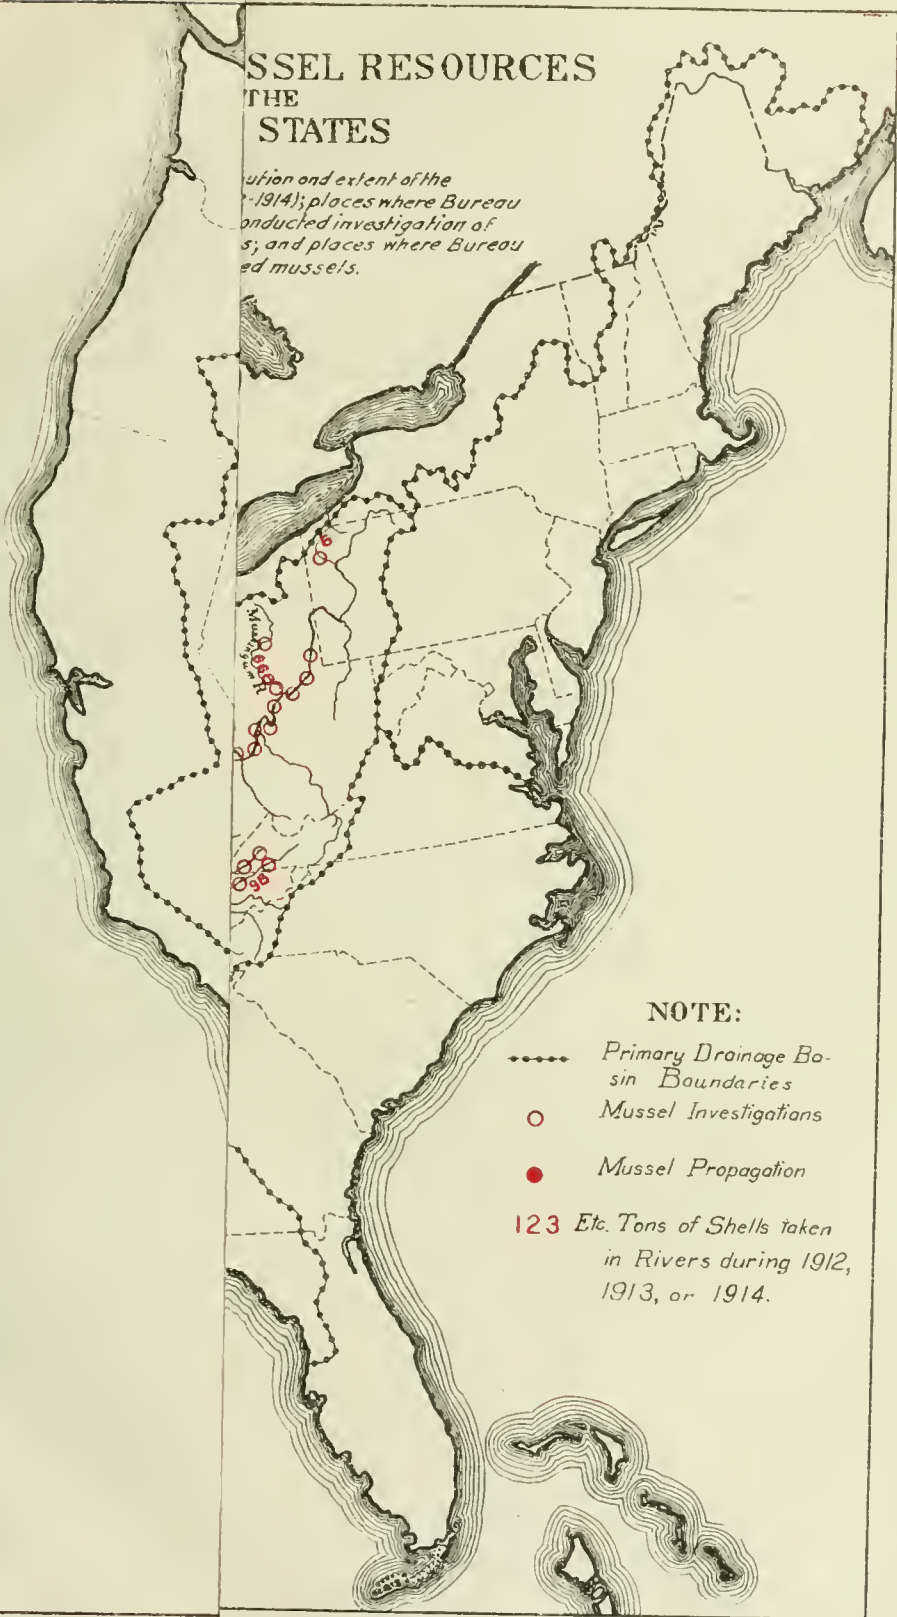 SSEL RESOURCES
THE
STATES
ution and extent of the
-1914); places where Bureau
onducted investigation of
s; and places where Bureau
ed mussels.
6
Muskingum R.
660
98
NOTE:
Primary Drainage Ba-
sin Boundaries
Mussel Investigations
Mussel Propagation
123 Etc. Tons of Shells taken
in Rivers during 1912,
1913, or 1914.